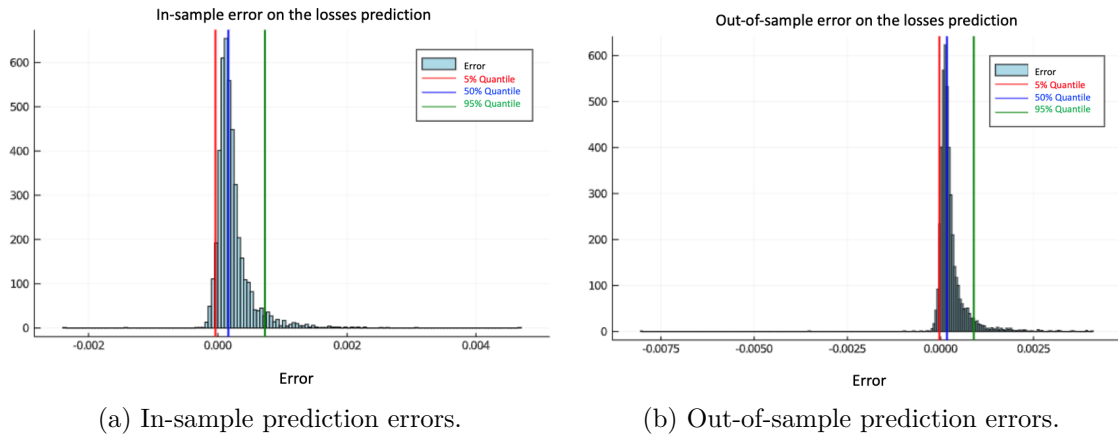 In-sample error on the losses prediction
600
500
400
300
200
100
0
-0.002
0.000
0.002
0.004
Error
Error
5% Quantile
50% Quantile
95% Quantile
(a) In-sample prediction errors.
Out-of-sample error on the losses prediction
600
500
400
300
200
100
0
-0.0075
-0.0050
-0.0025
0.0000
0.0025
Error
Error
5% Quantile
50% Quantile
95% Quantile
(b) Out-of-sample prediction errors.